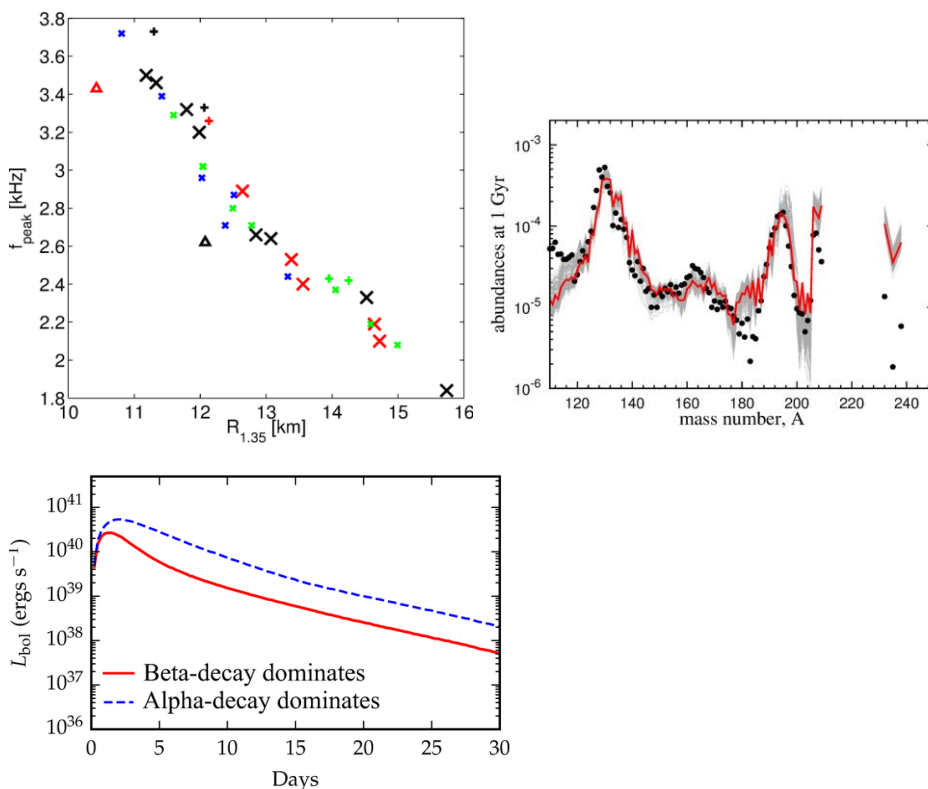 3.8
3.6
3.4
3.2
3
2.8
2.6
2.4
2.2
2
1.8
f_peak [kHz]
10 11 12 13 14 15 16
R_1.35 [km]
10^-3
10^-4
10^-5
10^-6
abundances at 1 Gyr
120 140 160 180 200 220 240
mass number, A
10^41
10^40
10^39
10^38
10^37
10^36
L_bol (ergs s^-1)
Beta-decay dominates
Alpha-decay dominates
0 5 10 15 20 25 30
Days